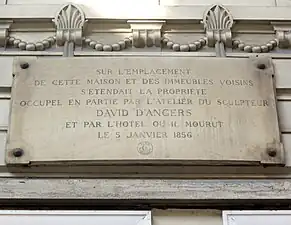 SUR L'EMPLACEMENT
DE CETTE MAISON ET DES IMMEUBLES VOISINS
S'ETENDAIT LA PROPRIETE
OCCUPEE EN PARTIE PAR L'ATELIER DU SCULPTEUR
DAVID D'ANGERS
ET PAR L'HOTEL OU IL MOURUT
LE 5 JANVIER 1856